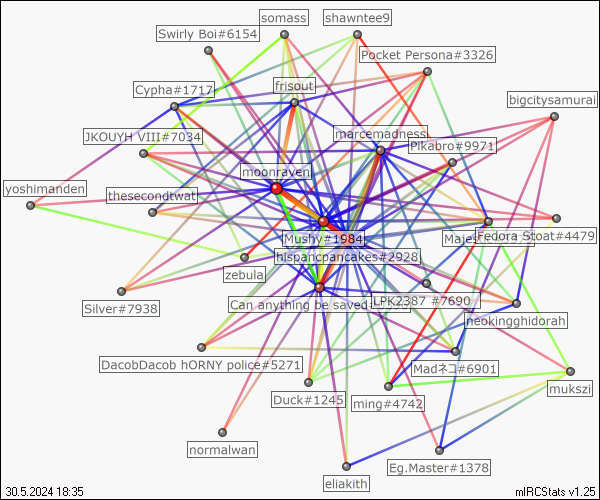 somass
shawntee9
Swirly Boi#6154
Pocket Persona#3326
Cypha#1717
frisout
bigcitysamurai
marcemadness
JKOUYH VIII#7034
Pikabro#9971
moonraven
yoshimanden
thesecondtwat
Mushy#1984
Fedora Stoat#4479
hispancpancakes#2928
zebula
Silver#7938
Can anything be saved
LPK2387 #7690
neokingghidorah
DacobDacob hORNY police#5271
Madネコ#6901
mukszi
Duck#1245
ming#4742
normalwan
Eg.Master#1378
eliakith
30.5.2024 18:35
mIRCStats v1.25